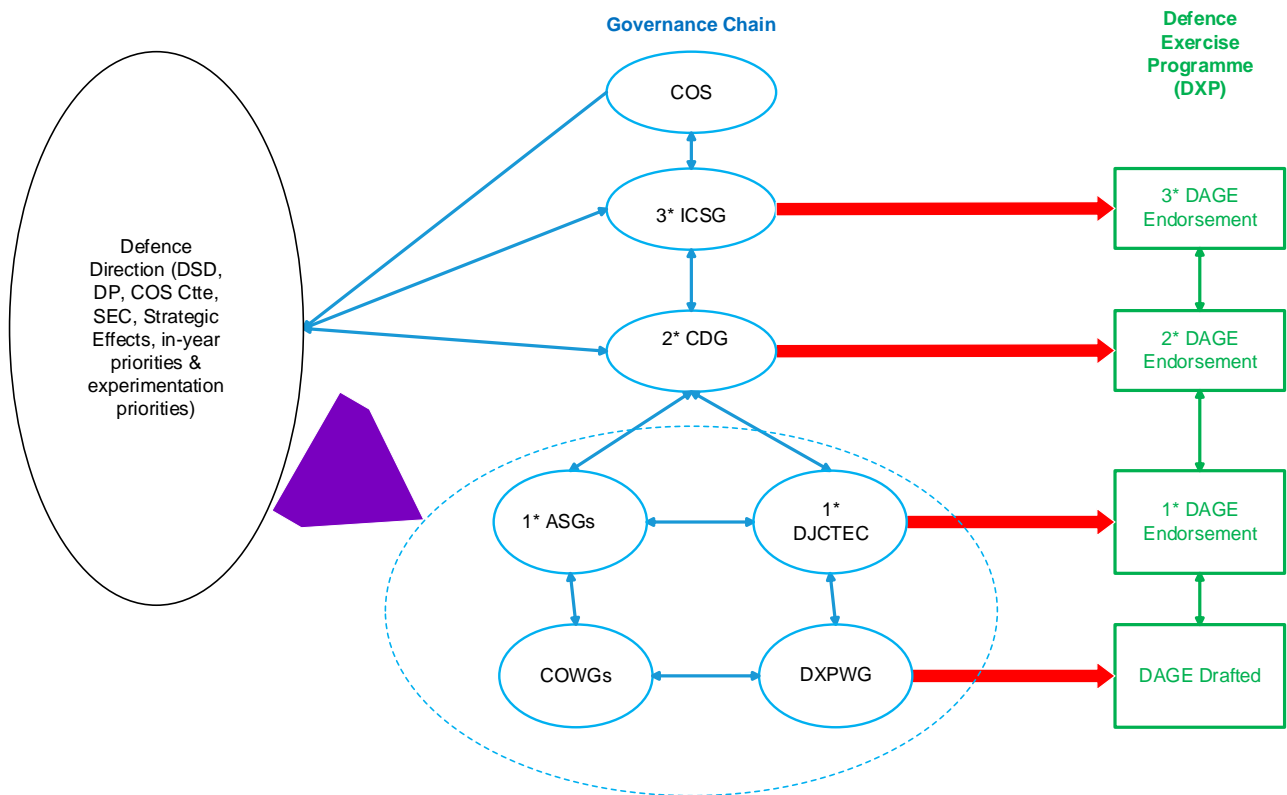 Governance Chain
Defence
Exercise
Programme
(DXP)
COS
3* ICSG
3* DAGE
Endorsement
Defence
Direction (DSD,
DP, COS Ctte,
SEC, Strategic
Effects, in-year
priorities &
experimentation
priorities)
2* CDG
2* DAGE
Endorsement
1* ASGs
1*
DJCTEC
1* DAGE
Endorsement
COWGs
DXPWG
DAGE Drafted